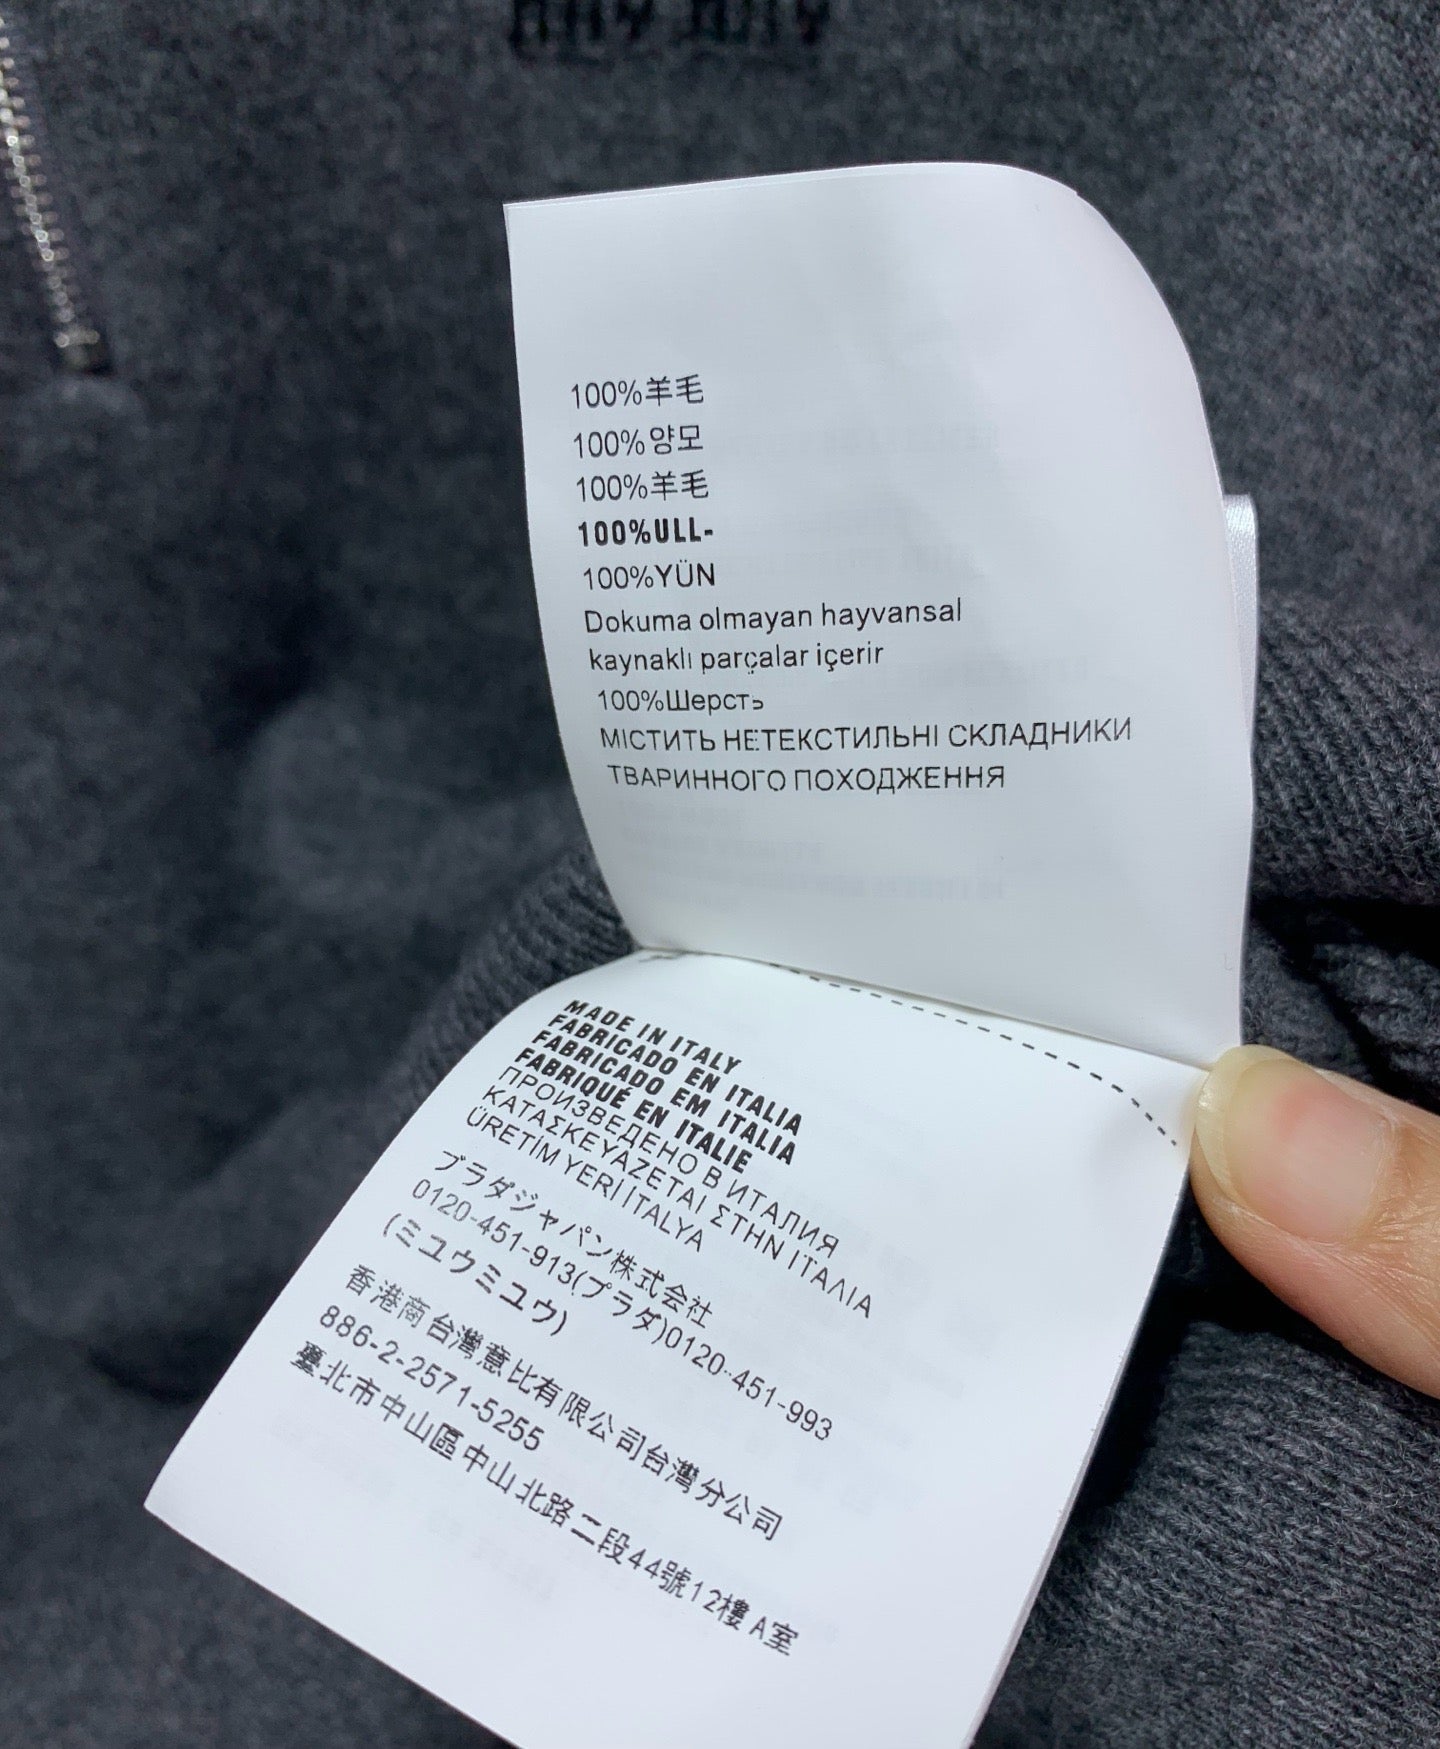 100%羊毛
100%양모
100%羊毛
100%ULL-
100%YÜN
Dokuma olmayan hayvansal
kaynaklı parçalar içerir
100%Шерсть
МІСТИТЬ НЕТЕКСТИЛЬНІ СКЛАДНИКИ
ТВАРИННОГО ПОХОДЖЕННЯ
MADE IN ITALY
FABRICADO EN ITALIA
FABRICADO EM ITALIA
FABRIQUÉ EN ITALIE
ПРОИЗВЕДЕНО В ИТАЛИЯ
ΚΑΤΑΣΚΕΥΑΖΕΤΑΙ ΣΤΗΝ ΙΤΑΛΙΑ
ÜRETİM YERİ İTALYA
プラダジャパン株式会社
0120-451-913(プラダ)0120-451-993
(ミユウミユウ)
香港商台灣薏比有限公司台灣分公司
886-2-2571-5255
臺北市中山區中山北路二段44號12樓A室